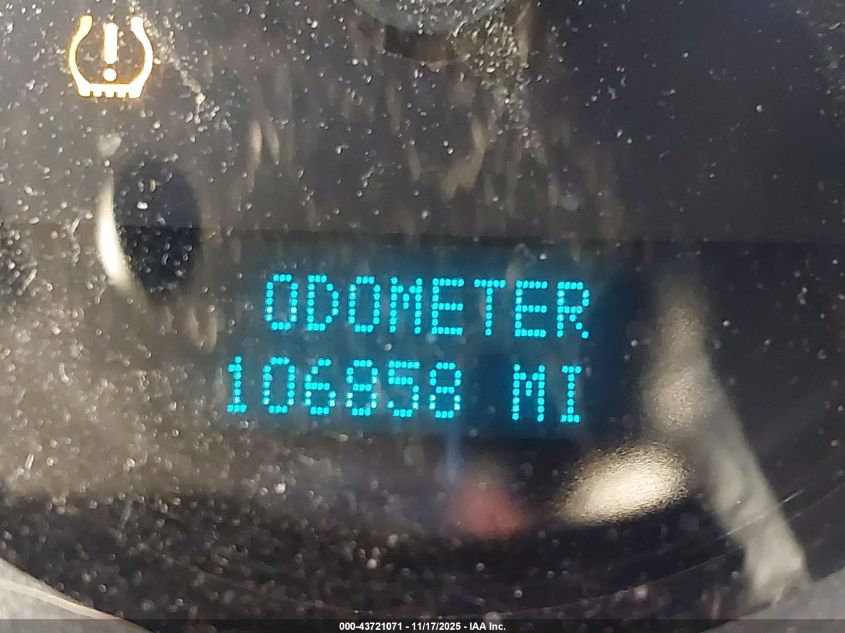 ODOMETER
106858 MI
000-43721071 - 11/17/2025 - IAA Inc.